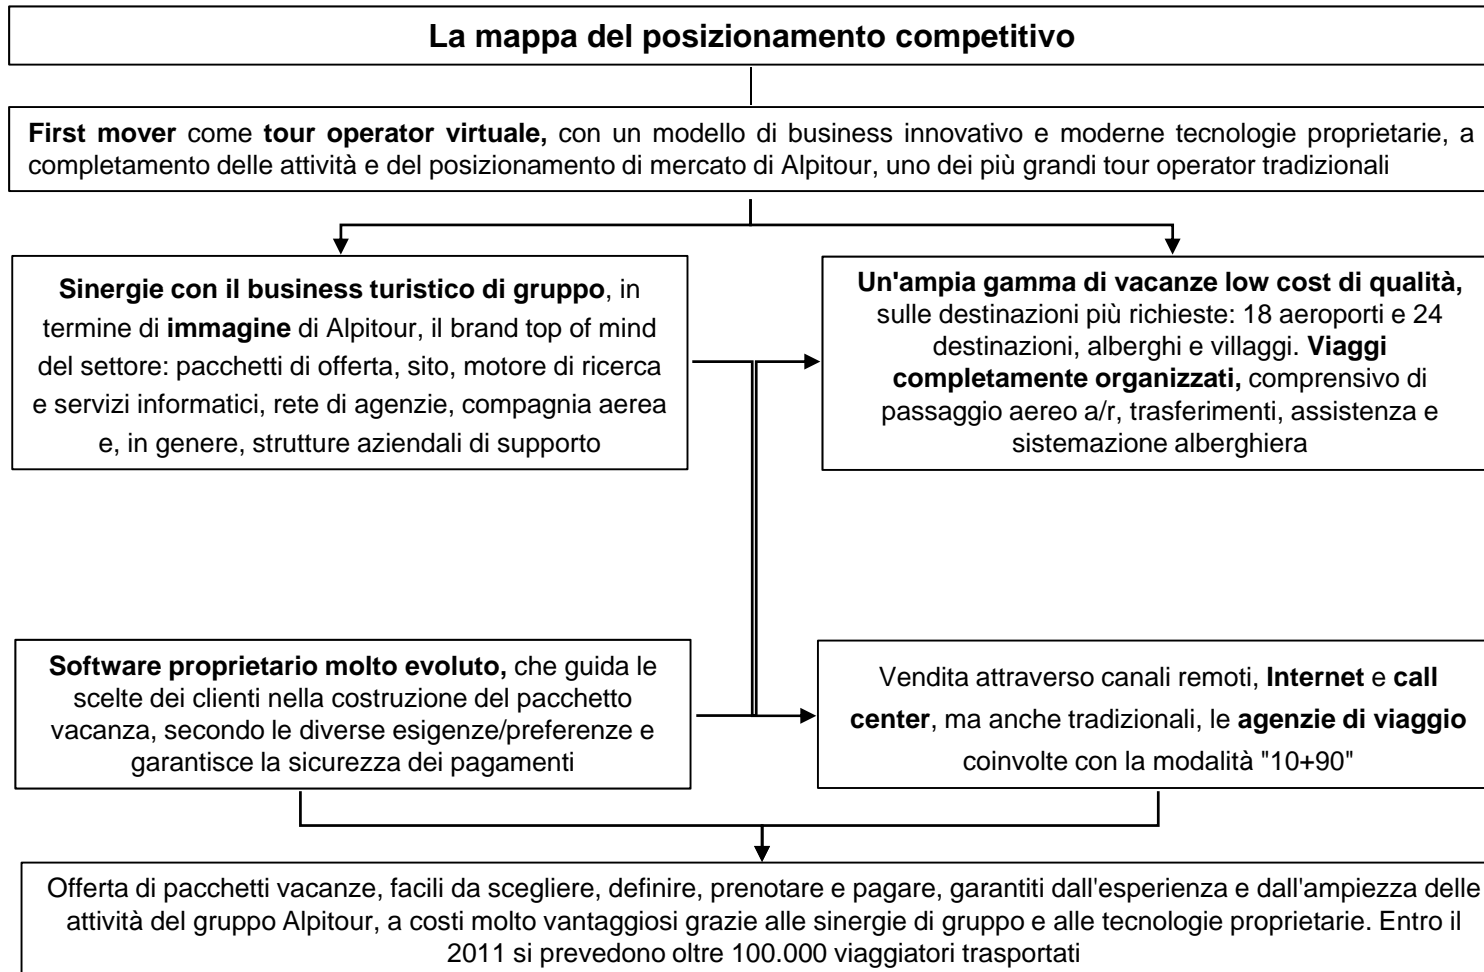 La mappa del posizionamento competitivo
First mover come tour operator virtuale, con un modello di business innovativo e moderne tecnologie proprietarie, a
completamento delle attività e del posizionamento di mercato di Alpitour, uno dei più grandi tour operator tradizionali
Sinergie con il business turistico di gruppo, in
termine di immagine di Alpitour, il brand top of mind
del settore: pacchetti di offerta, sito, motore di ricerca
e servizi informatici, rete di agenzie, compagnia aerea
e, in genere, strutture aziendali di supporto
Un'ampia gamma di vacanze low cost di qualità,
sulle destinazioni più richieste: 18 aeroporti e 24
destinazioni, alberghi e villaggi. Viaggi
completamente organizzati, comprensivo di
passaggio aereo a/r, trasferimenti, assistenza e
sistemazione alberghiera
Software proprietario molto evoluto, che guida le
scelte dei clienti nella costruzione del pacchetto
vacanza, secondo le diverse esigenze/preferenze e
garantisce la sicurezza dei pagamenti
Vendita attraverso canali remoti, Internet e call
center, ma anche tradizionali, le agenzie di viaggio
coinvolte con la modalità "10+90"
Offerta di pacchetti vacanze, facili da scegliere, definire, prenotare e pagare, garantiti dall'esperienza e dall'ampiezza delle
attività del gruppo Alpitour, a costi molto vantaggiosi grazie alle sinergie di gruppo e alle tecnologie proprietarie. Entro il
2011 si prevedono oltre 100.000 viaggiatori trasportati